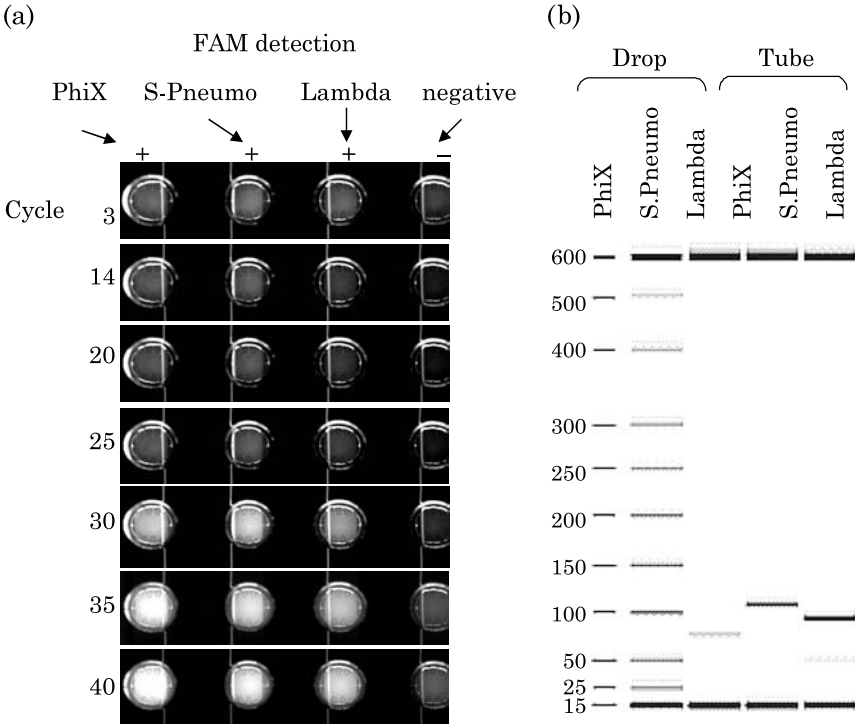 (a)
FAM detection
PhiX S-Pneumo Lambda negative
+ + + −
Cycle 3
14
20
25
30
35
40
(b)
Drop Tube
PhiX S.Pneumo Lambda PhiX S.Pneumo Lambda
600
500
400
300
250
200
150
100
50
25
15